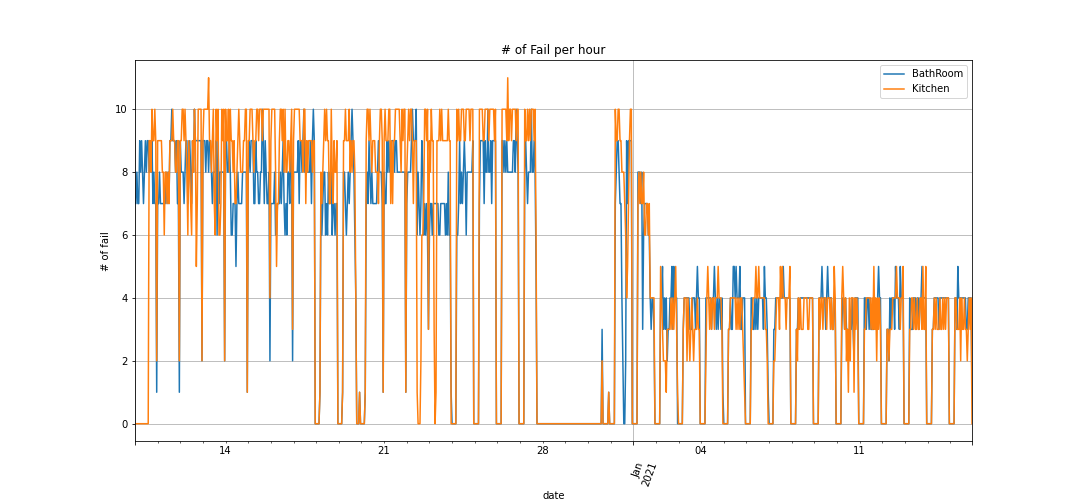 # of Fail per hour
BathRoom
Kitchen
# of fail
10
8
6
4
2
0
14
21
28
Jan
2021
04
11
date